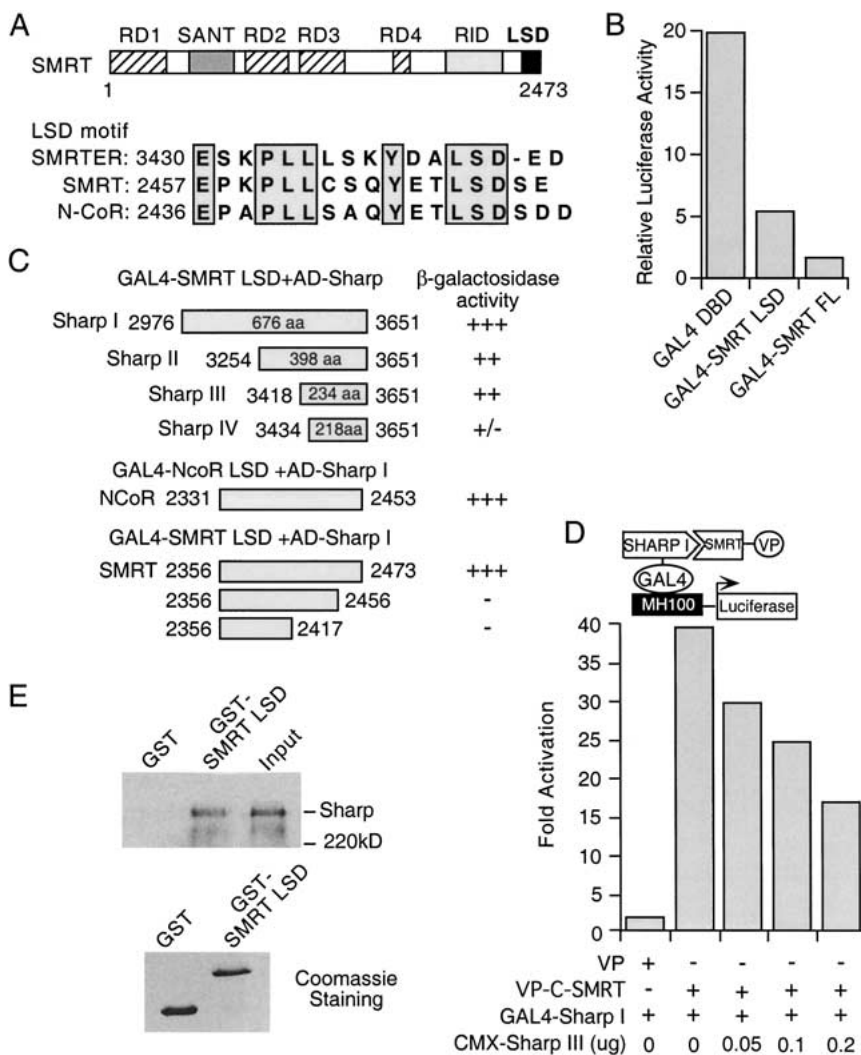 A
RD1 SANT RD2 RD3 RD4 RID LSD
SMRT
1 2473
LSD motif
SMRTER: 3430 E S K P L L L S K Y D A L S D - E D
SMRT: 2457 E P K P L L C S Q Y E T L S D S E
N-CoR: 2436 E P A P L L S A Q Y E T L S D S D D
B
Relative Luciferase Activity
20
15
10
5
0
GAL4 DBD
GAL4-SMRT LSD
GAL4-SMRT FL
C
GAL4-SMRT LSD+AD-Sharp
β-galactosidase
activity
Sharp I 2976 676 aa 3651 +++
Sharp II 3254 398 aa 3651 ++
Sharp III 3418 234 aa 3651 ++
Sharp IV 3434 218aa 3651 +/-
GAL4-NcoR LSD +AD-Sharp I
NCoR 2331 2453 +++
GAL4-SMRT LSD +AD-Sharp I
SMRT 2356 2473 +++
2356 2456 -
2356 2417 -
D
SHARP I SMRT VP
GAL4
MH100 Luciferase
Fold Activation
40
35
30
25
20
15
10
5
0
VP + - - - -
VP-C-SMRT - + + + +
GAL4-Sharp I + + + + +
CMX-Sharp III (ug) 0 0 0.05 0.1 0.2
E
GST
GST-
SMRT LSD
Input
Sharp
220kD
GST
GST-
SMRT LSD
Coomassie
Staining